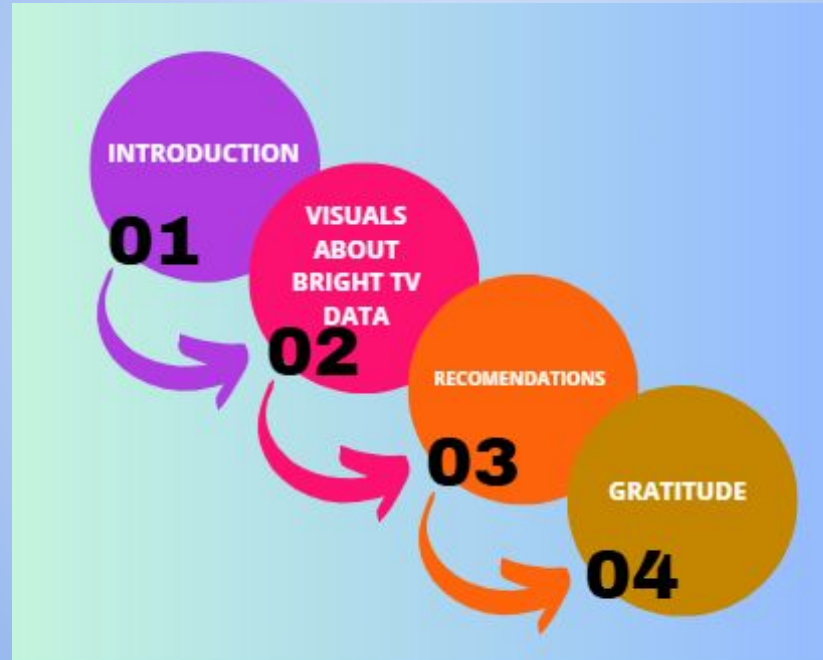 INTRODUCTION
01
VISUALS
ABOUT
BRIGHT TV
DATA
02
RECOMENDATIONS
03
GRATITUDE
04